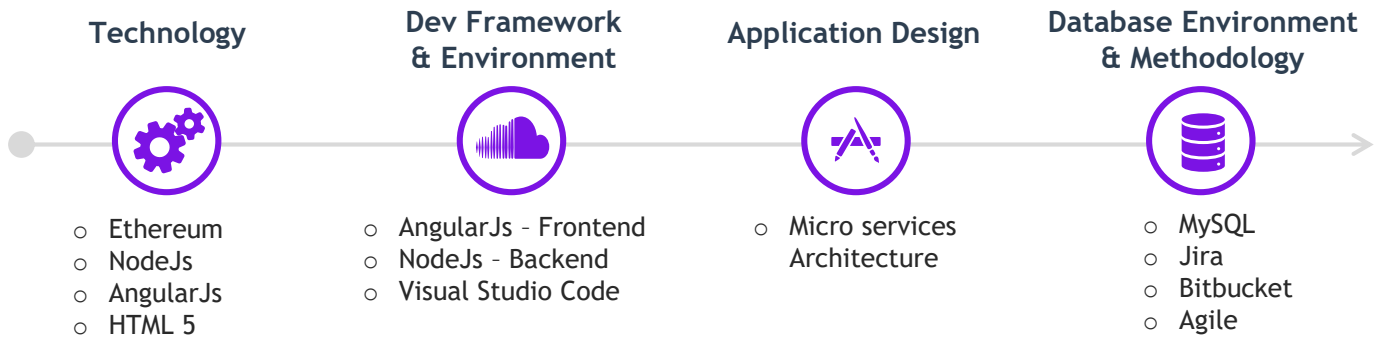 Technology
○ Ethereum
○ NodeJs
○ AngularJs
○ HTML 5
Dev Framework
& Environment
○ AngularJs – Frontend
○ NodeJs – Backend
○ Visual Studio Code
Application Design
○ Micro services
Architecture
Database Environment
& Methodology
○ MySQL
○ Jira
○ Bitbucket
○ Agile